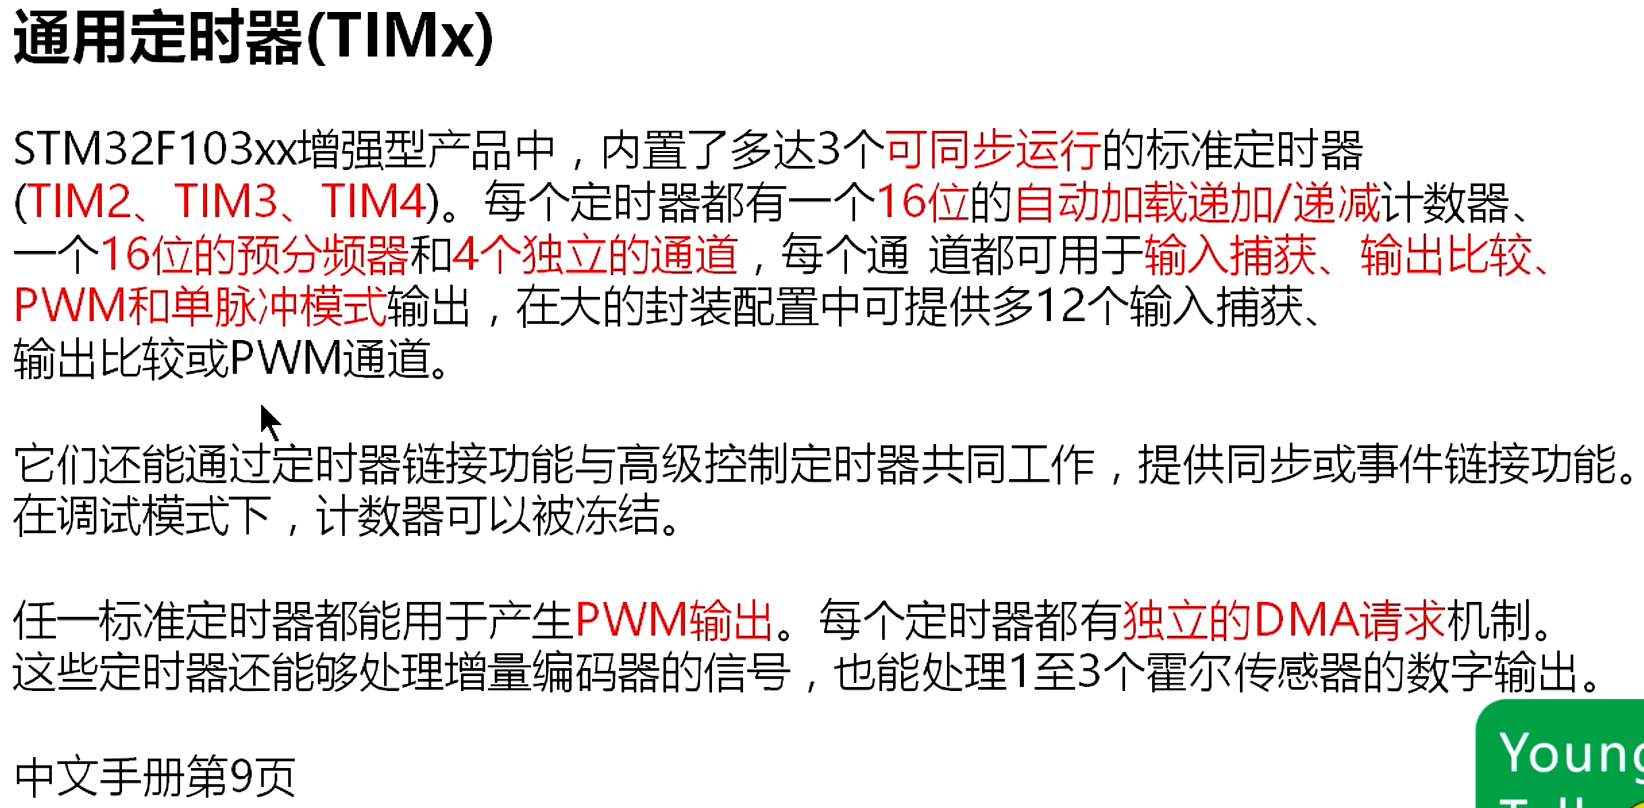 通用定时器(TIMx)
STM32F103xx增强型产品中，内置了多达3个可同步运行的标准定时器
(TIM2、TIM3、TIM4)。每个定时器都有一个16位的自动加载递加/递减计数器、
一个16位的预分频器和4个独立的通道，每个通 道都可用于输入捕获、输出比较、
PWM和单脉冲模式输出，在大的封装配置中可提供多12个输入捕获、
输出比较或PWM通道。
它们还能通过定时器链接功能与高级控制定时器共同工作，提供同步或事件链接功能。
在调试模式下，计数器可以被冻结。
任一标准定时器都能用于产生PWM输出。每个定时器都有独立的DMA请求机制。
这些定时器还能够处理增量编码器的信号，也能处理1至3个霍尔传感器的数字输出。
中文手册第9页
Young